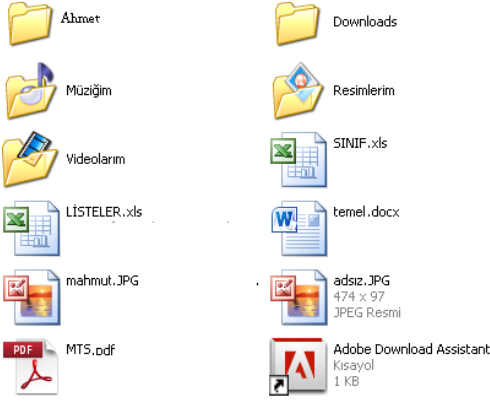 Ahmet
Downloads
Müziğim
Resimlerim
Videolarım
SINIF.xls
LİSTELER.xls
temel.docx
mahmut.JPG
adsız.JPG
474 x 97
JPEG Resmi
PDF
MTS.pdf
Adobe Download Assistant
Kısayol
1 KB